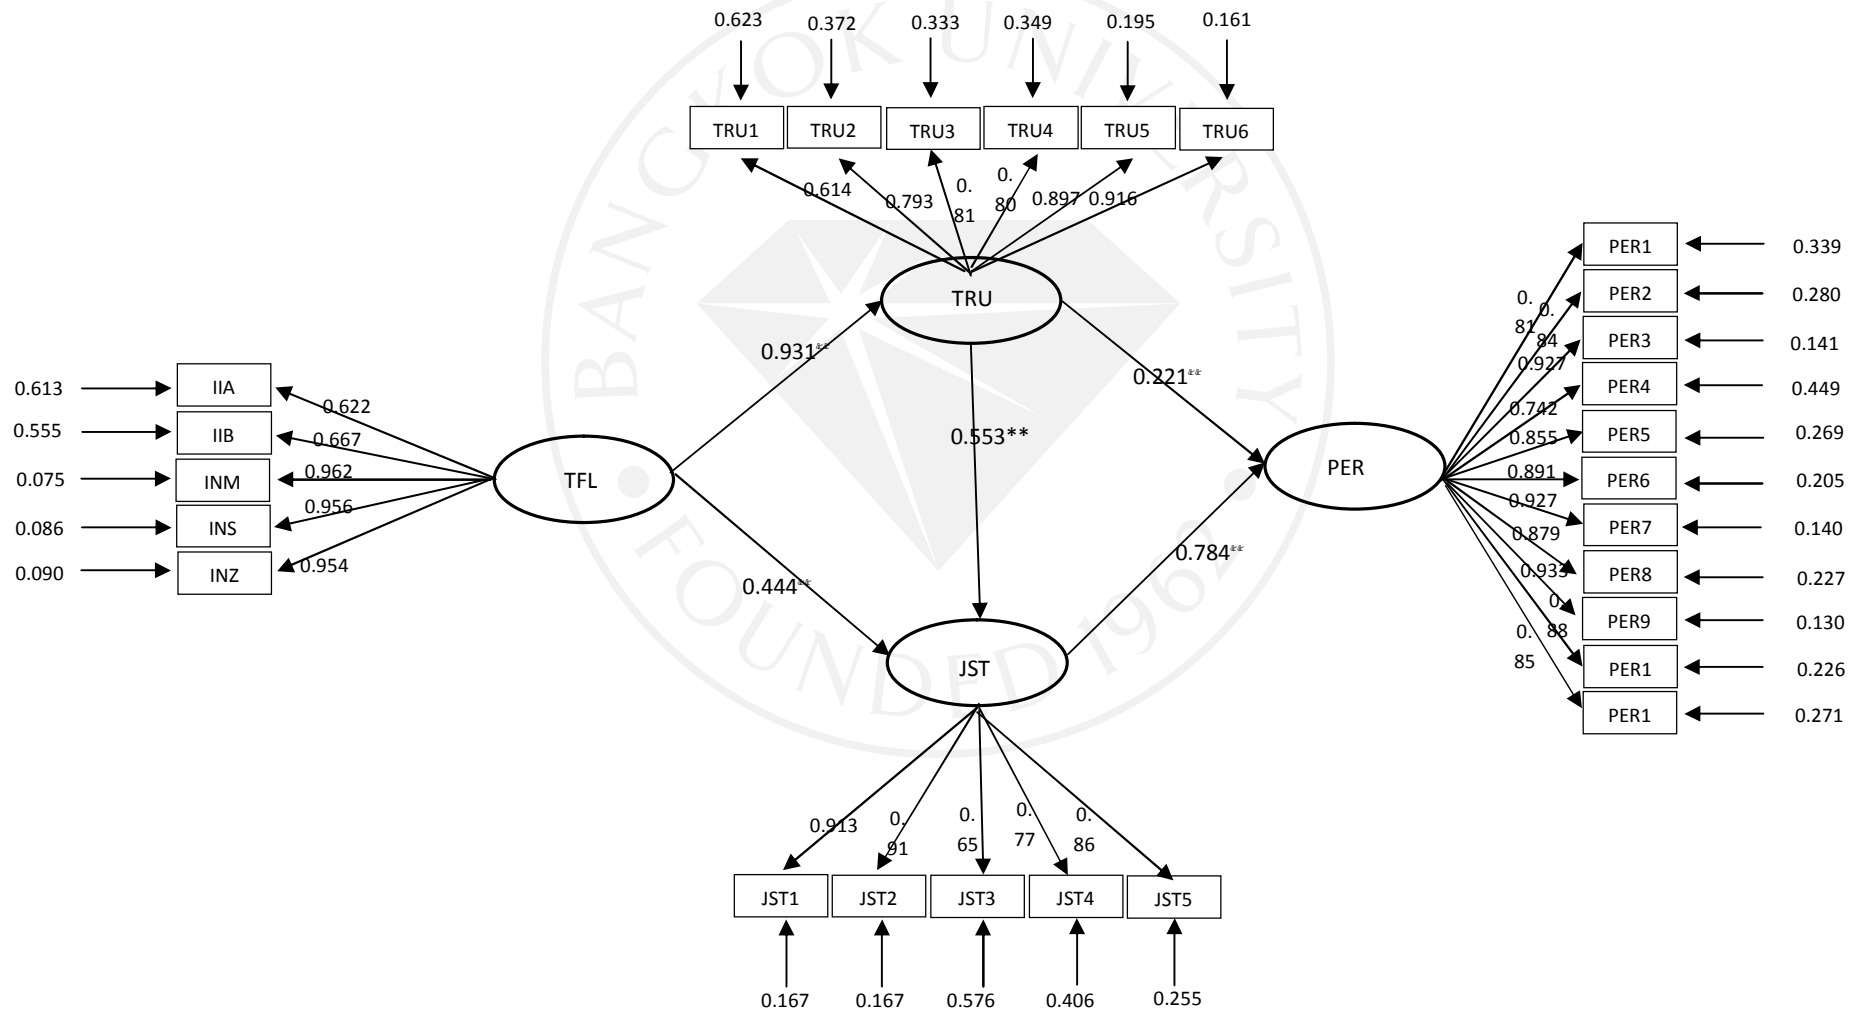 0.623 0.372 0.333 0.349 0.195 0.161
TRU1 TRU2 TRU3 TRU4 TRU5 TRU6
0.614 0.793 0. 0. 0.897 0.916
81 80
TRU
0.931**
0.221**
0.553**
0.613 IIA 0.622
0.555 IIB 0.667
0.075 INM 0.962
0.086 INS 0.956
0.090 INZ 0.954
TFL
PER
0.444**
0.784**
JST
PER1 0.339
PER2 0.280
PER3 0.141
PER4 0.449
PER5 0.269
PER6 0.205
PER7 0.140
PER8 0.227
PER9 0.130
PER1 0.226
PER1 0.271
0.
81
0.
84
0.927
0.742
0.855
0.891
0.927
0.879
0.933
0.
88
0.
85
0.913 0. 0. 0. 0.
91 65 77 86
JST1 JST2 JST3 JST4 JST5
0.167 0.167 0.576 0.406 0.255
BANGKOK UNIVERSITY
FOUNDED 1962